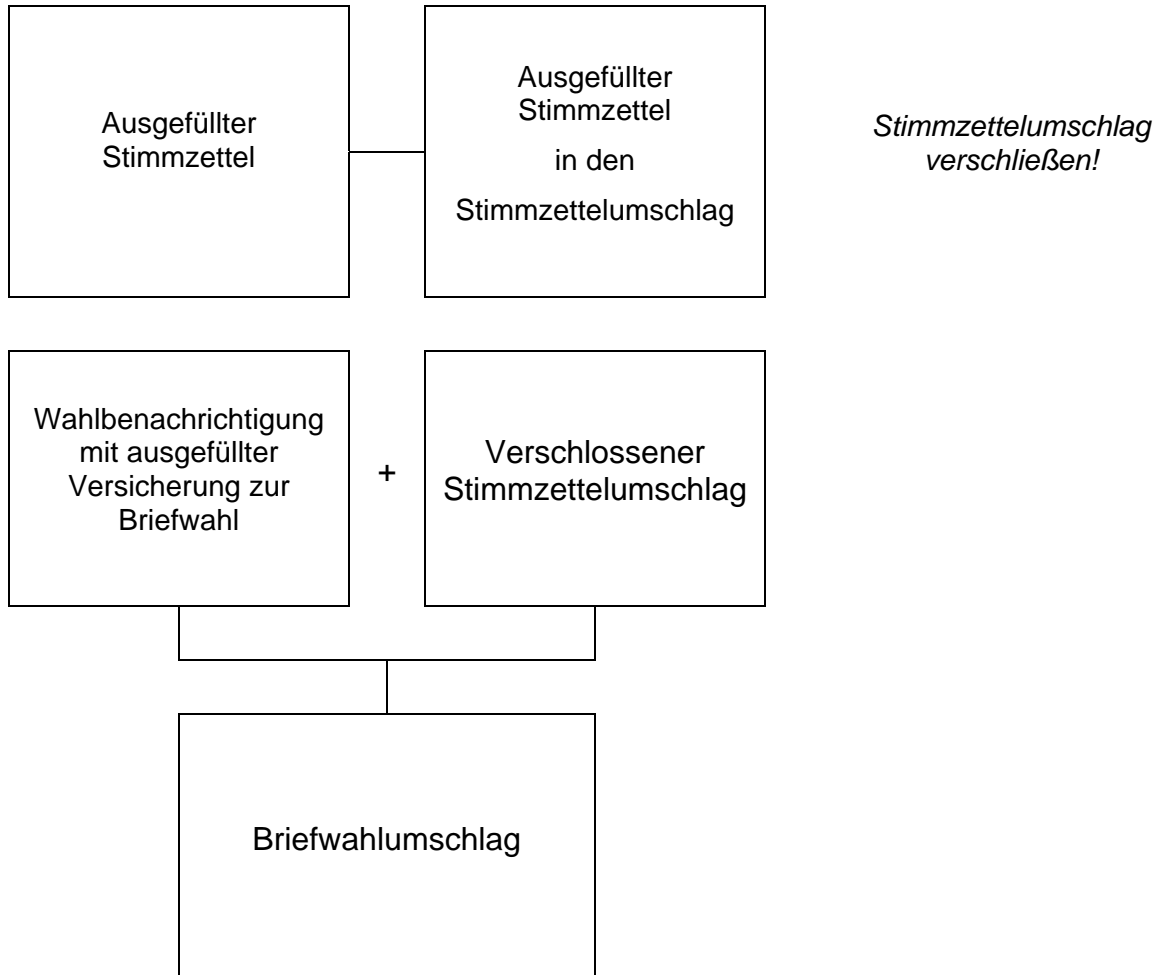 Ausgefüllter
Stimmzettel
Ausgefüllter
Stimmzettel
in den
Stimmzettelumschlag
Stimmzettelumschlag
verschließen!
Wahlbenachrichtigung
mit ausgefüllter
Versicherung zur
Briefwahl
+
Verschlossener
Stimmzettelumschlag
Briefwahlumschlag